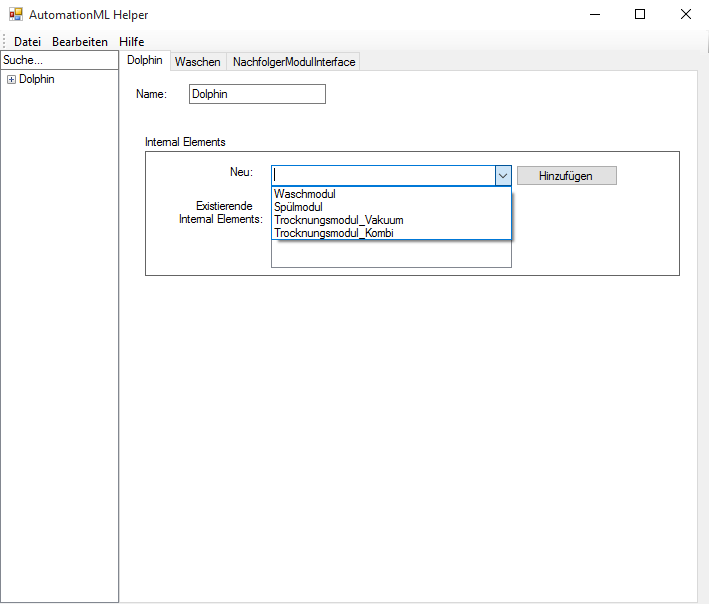 AutomationML Helper
Datei Bearbeiten Hilfe
Suche...
Dolphin
Dolphin Waschen NachfolgerModulInterface
Name: Dolphin
Internal Elements
Neu: Hinzufügen
Waschmodul
Spülmodul
Trocknungsmodul_Vakuum
Trocknungsmodul_Kombi
Existierende
Internal Elements: